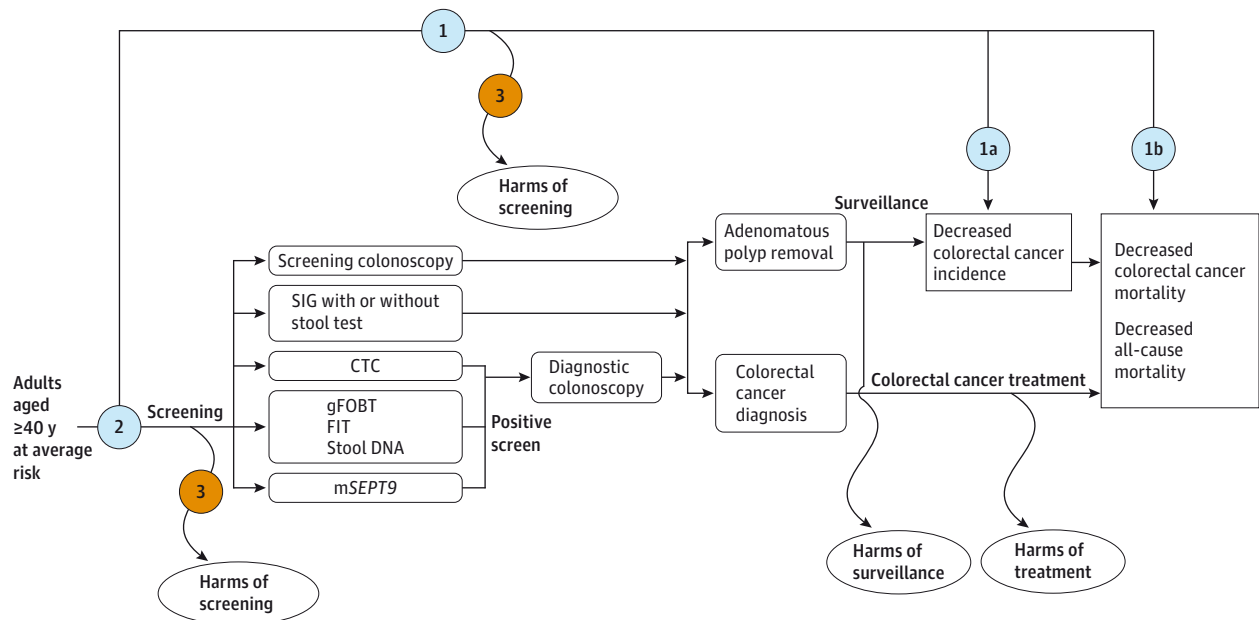 1
3
Harms of
screening
1a
1b
Surveillance
Adenomatous
polyp removal
Decreased
colorectal cancer
incidence
Decreased
colorectal cancer
mortality
Decreased
all-cause
mortality
Screening colonoscopy
SIG with or without
stool test
CTC
gFOBT
FIT
Stool DNA
mSEPT9
Positive
screen
Diagnostic
colonoscopy
Colorectal
cancer
diagnosis
Colorectal cancer treatment
Adults
aged
≥40 y
at average
risk
2
Screening
3
Harms of
screening
Harms of
surveillance
Harms of
treatment